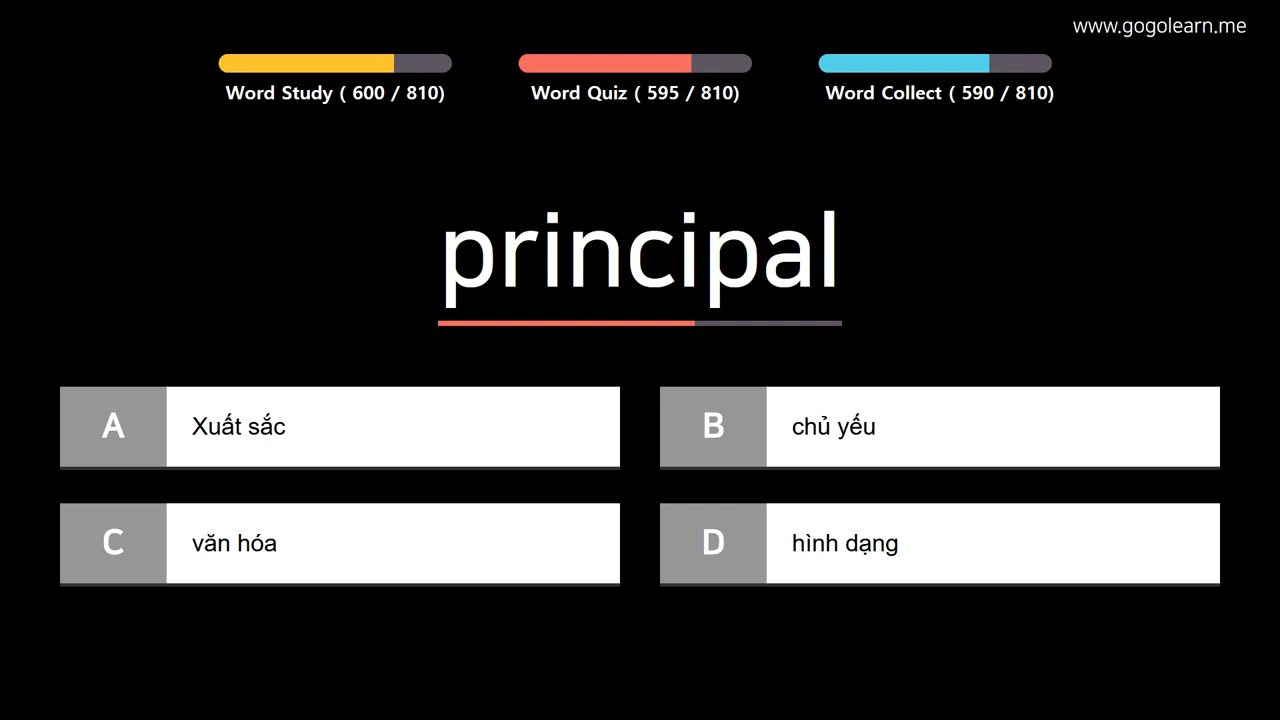 www.gogolearn.me
Word Study ( 600 / 810)
Word Quiz ( 595 / 810)
Word Collect ( 590 / 810)
principal
A
Xuất sắc
B
chủ yếu
C
văn hóa
D
hình dạng